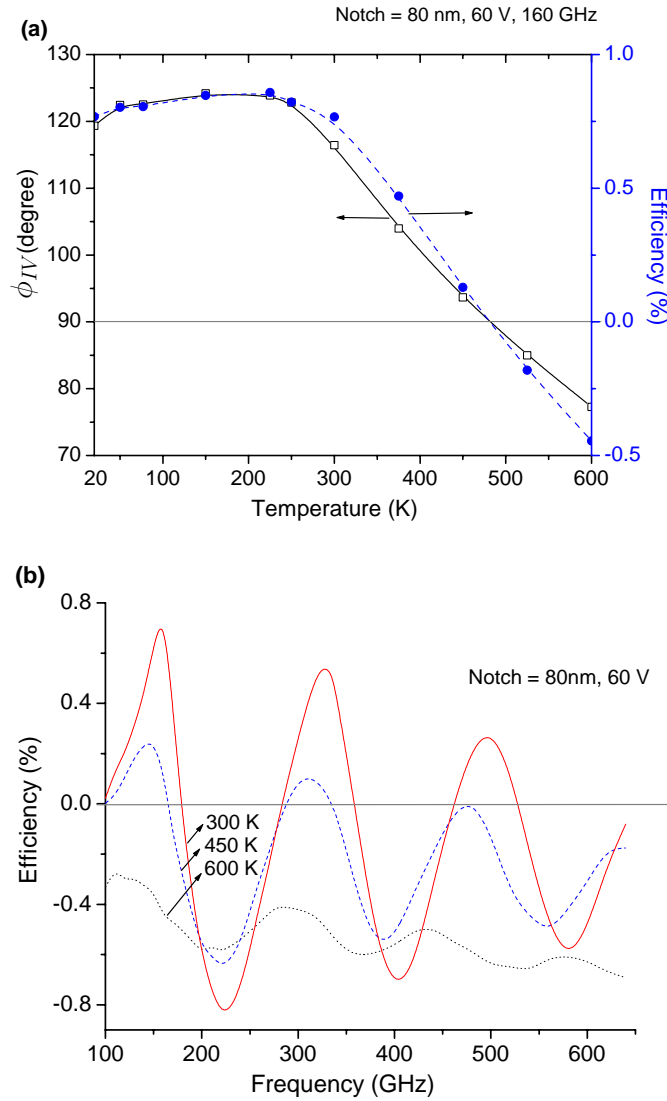 Notch = 80 nm, 60 V, 160 GHz
(a)
130
120
110
100
90
80
70
ϕIV (degree)
1.0
0.5
0.0
-0.5
Efficiency (%)
20 100 200 300 400 500 600
Temperature (K)
(b)
0.8
0.4
0.0
-0.4
-0.8
Efficiency (%)
Notch = 80nm, 60 V
300 K
450 K
600 K
100 200 300 400 500 600
Frequency (GHz)